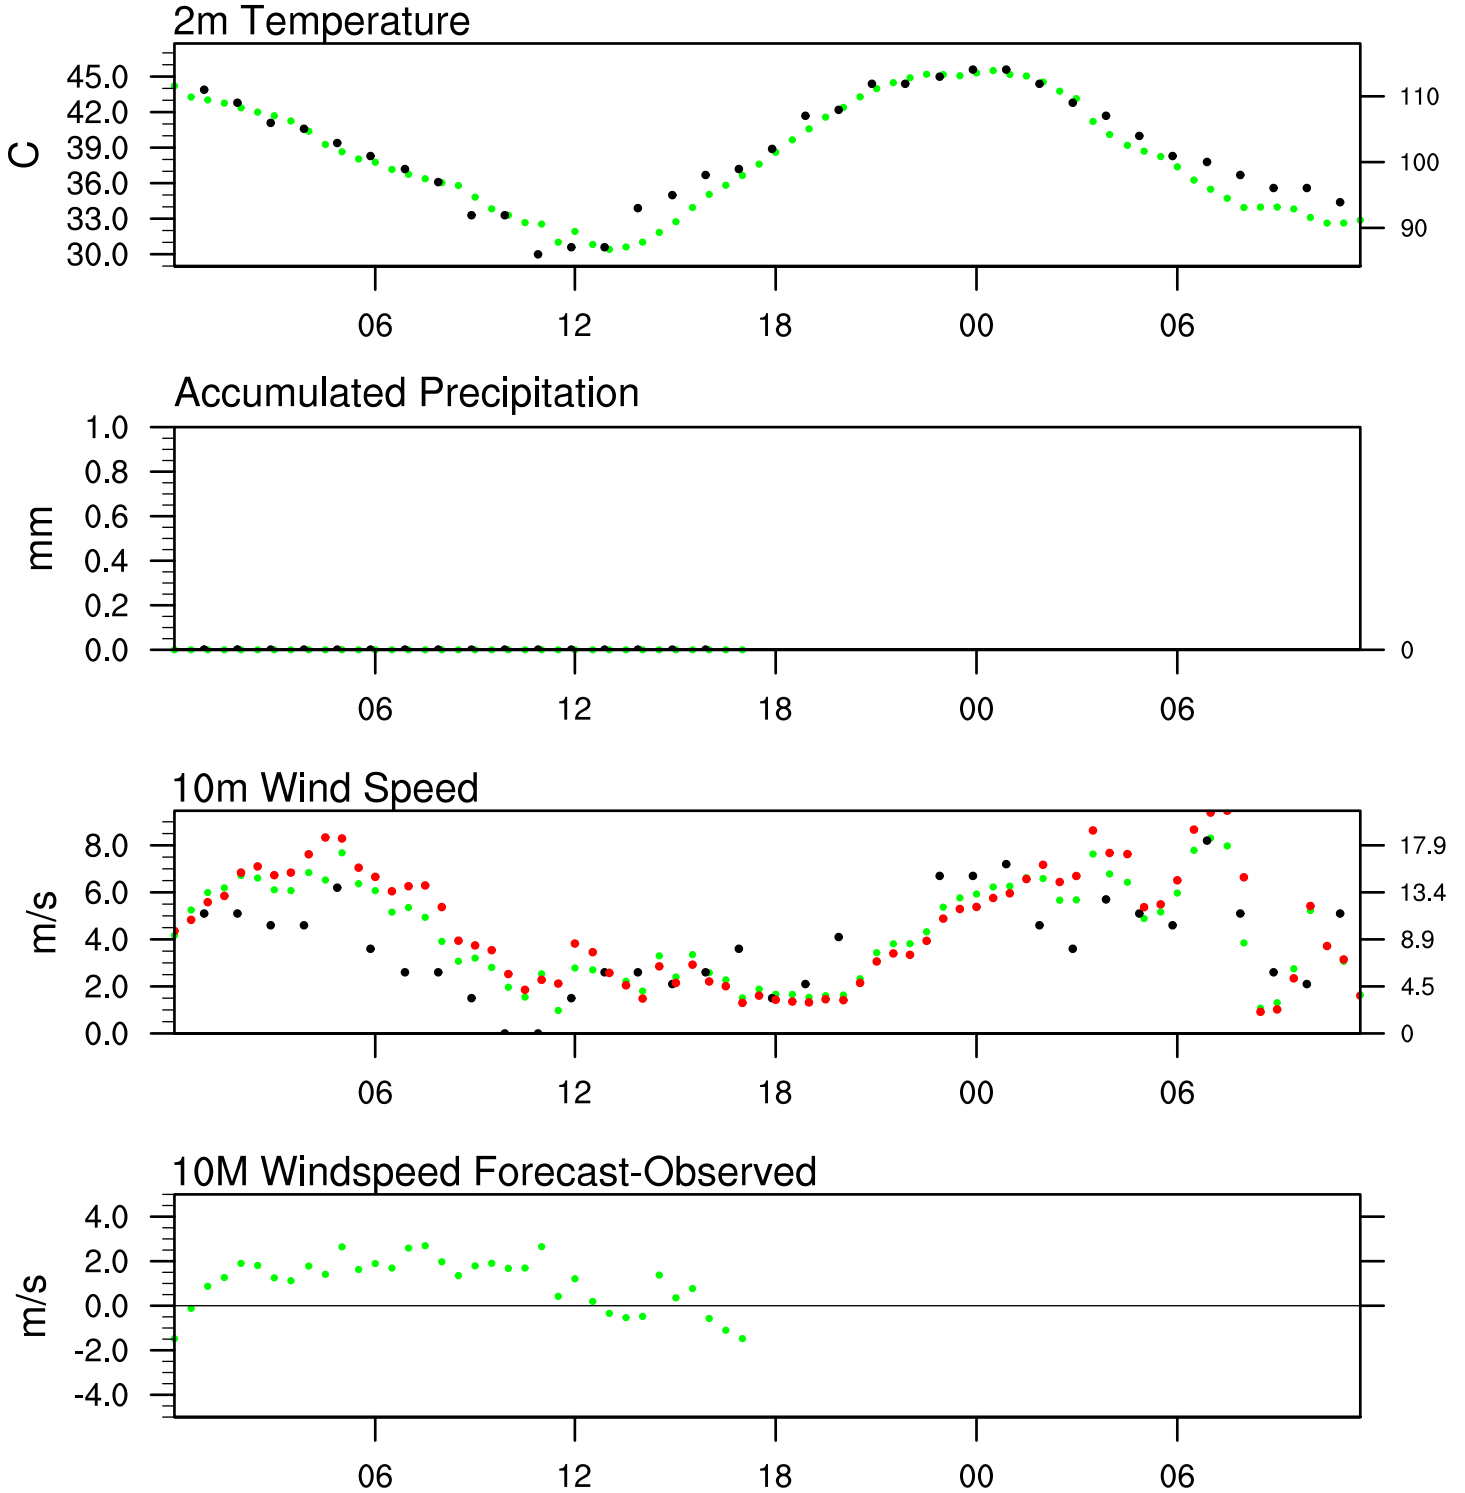 2m Temperature
45.0
42.0
39.0
36.0
33.0
30.0
C
110
100
90
06 12 18 00 06
Accumulated Precipitation
1.0
0.8
0.6
0.4
0.2
0.0
mm
0
06 12 18 00 06
10m Wind Speed
8.0
6.0
4.0
2.0
0.0
m/s
17.9
13.4
8.9
4.5
0
06 12 18 00 06
10M Windspeed Forecast-Observed
4.0
2.0
0.0
-2.0
-4.0
m/s
06 12 18 00 06